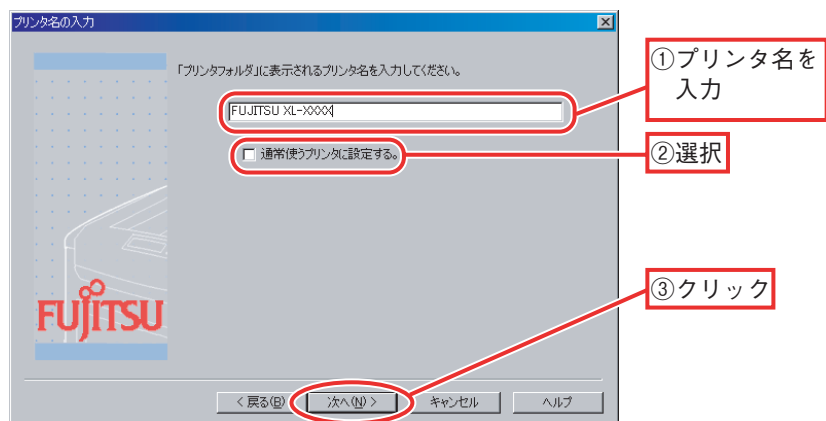 プリンタ名の入力
「プリンタフォルダ」に表示されるプリンタ名を入力してください。
FUJITSU XL-XXXX
通常使うプリンタに設定する。
FUJITSU
< 戻る(B)
次へ(N) >
キャンセル
ヘルプ
①プリンタ名を
入力
②選択
③クリック